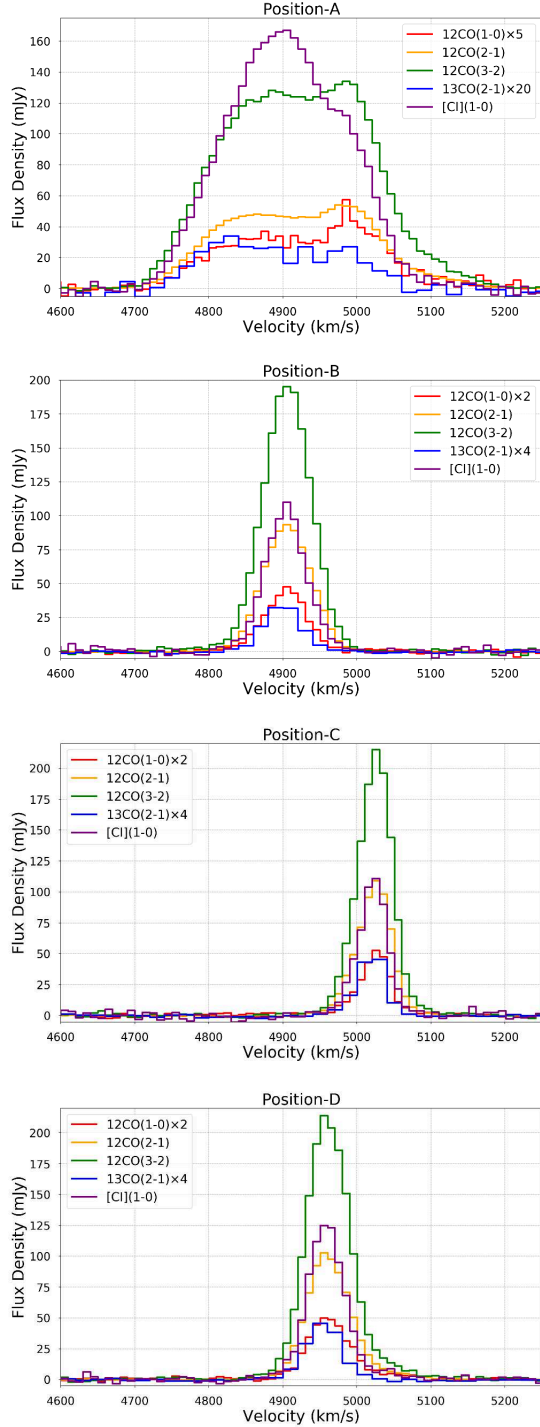 Position-A
160
140
120
100
80
60
40
20
0
Flux Density (mJy)
12CO(1-0)×5
12CO(2-1)
12CO(3-2)
13CO(2-1)×20
[CI](1-0)
4600 4700 4800 4900 5000 5100 5200
Velocity (km/s)
Position-B
200
175
150
125
100
75
50
25
0
Flux Density (mJy)
12CO(1-0)×2
12CO(2-1)
12CO(3-2)
13CO(2-1)×4
[CI](1-0)
4600 4700 4800 4900 5000 5100 5200
Velocity (km/s)
Position-C
200
175
150
125
100
75
50
25
0
Flux Density (mJy)
12CO(1-0)×2
12CO(2-1)
12CO(3-2)
13CO(2-1)×4
[CI](1-0)
4600 4700 4800 4900 5000 5100 5200
Velocity (km/s)
Position-D
200
175
150
125
100
75
50
25
0
Flux Density (mJy)
12CO(1-0)×2
12CO(2-1)
12CO(3-2)
13CO(2-1)×4
[CI](1-0)
4600 4700 4800 4900 5000 5100 5200
Velocity (km/s)